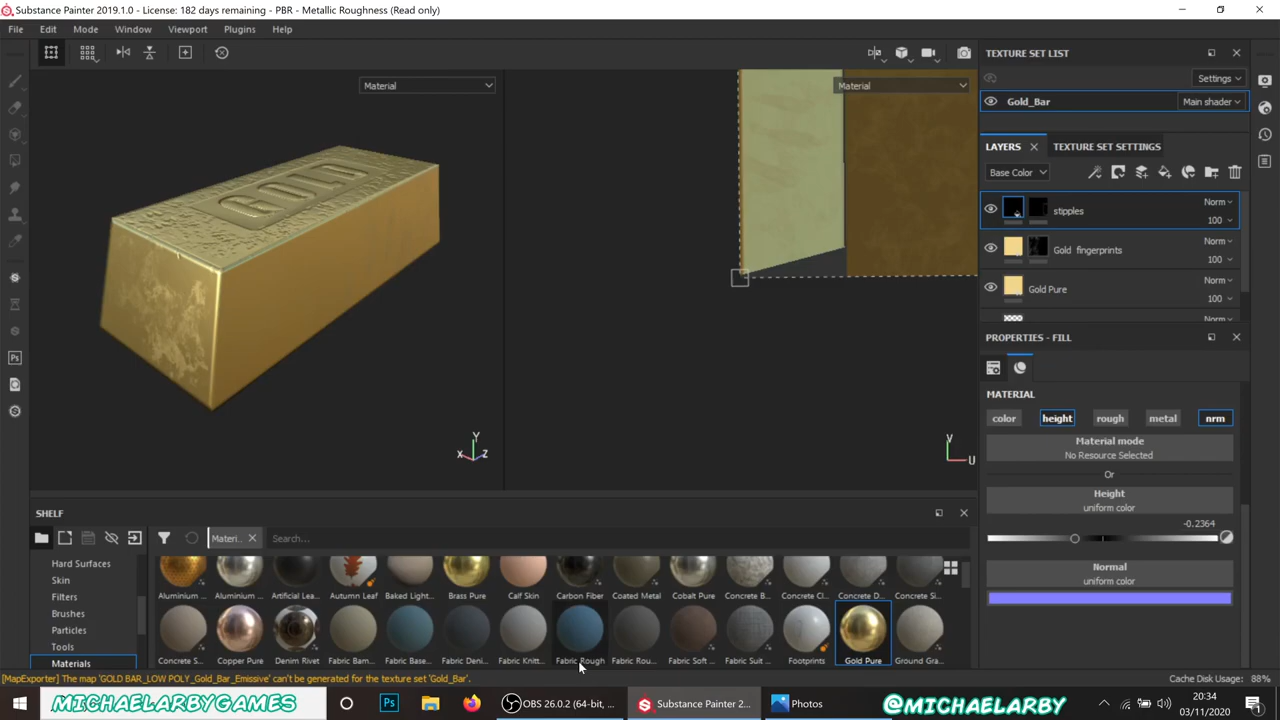 Substance Painter 2019.1.0 - License: 182 days remaining - PBR - Metallic Roughness (Read only)
File Edit Mode Window Viewport Plugins Help
Material
Material
GOLD
TEXTURE SET LIST
Settings
Gold_Bar Main shader
LAYERS TEXTURE SET SETTINGS
Base Color
stipples Norm 100
Gold fingerprints Norm 100
Gold Pure Norm 100
Norm
PROPERTIES - FILL
MATERIAL
color height rough metal nrm
Material mode
No Resource Selected
Or
Height
uniform color
-0.2364
Normal
uniform color
Y
X Z
V
U
SHELF
Materi... Search...
Hard Surfaces
Skin
Filters
Brushes
Particles
Tools
Materials
Aluminium ... Aluminium ... Artificial Lea... Autumn Leaf Baked Light... Brass Pure Calf Skin Carbon Fiber Coated Metal Cobalt Pure Concrete B... Concrete Cl... Concrete D... Concrete Si...
Concrete S... Copper Pure Denim Rivet Fabric Bam... Fabric Base... Fabric Deni... Fabric Knitt... Fabric Rough Fabric Rou... Fabric Soft ... Fabric Suit ... Footprints Gold Pure Ground Gra...
[MapExporter] The map 'GOLD BAR_LOW POLY_Gold_Bar_Emissive' can't be generated for the texture set 'Gold_Bar'.
Cache Disk Usage: 88%
MICHAELARBYGAMES
Ps
Ps
OBS 26.0.2 (64-bit, ...
Substance Painter 2...
Photos
@MICHAELARBY
20:34
03/11/2020
1